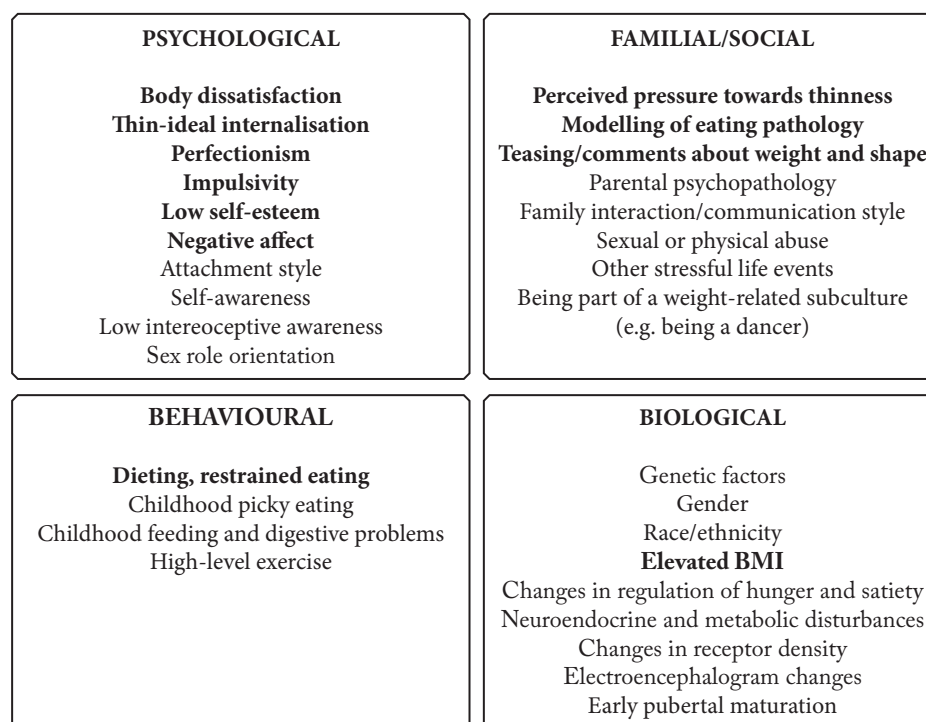 PSYCHOLOGICAL
Body dissatisfaction
Thin-ideal internalisation
Perfectionism
Impulsivity
Low self-esteem
Negative affect
Attachment style
Self-awareness
Low intereoceptive awareness
Sex role orientation
FAMILIAL/SOCIAL
Perceived pressure towards thinness
Modelling of eating pathology
Teasing/comments about weight and shape
Parental psychopathology
Family interaction/communication style
Sexual or physical abuse
Other stressful life events
Being part of a weight-related subculture
(e.g. being a dancer)
BEHAVIOURAL
Dieting, restrained eating
Childhood picky eating
Childhood feeding and digestive problems
High-level exercise
BIOLOGICAL
Genetic factors
Gender
Race/ethnicity
Elevated BMI
Changes in regulation of hunger and satiety
Neuroendocrine and metabolic disturbances
Changes in receptor density
Electroencephalogram changes
Early pubertal maturation